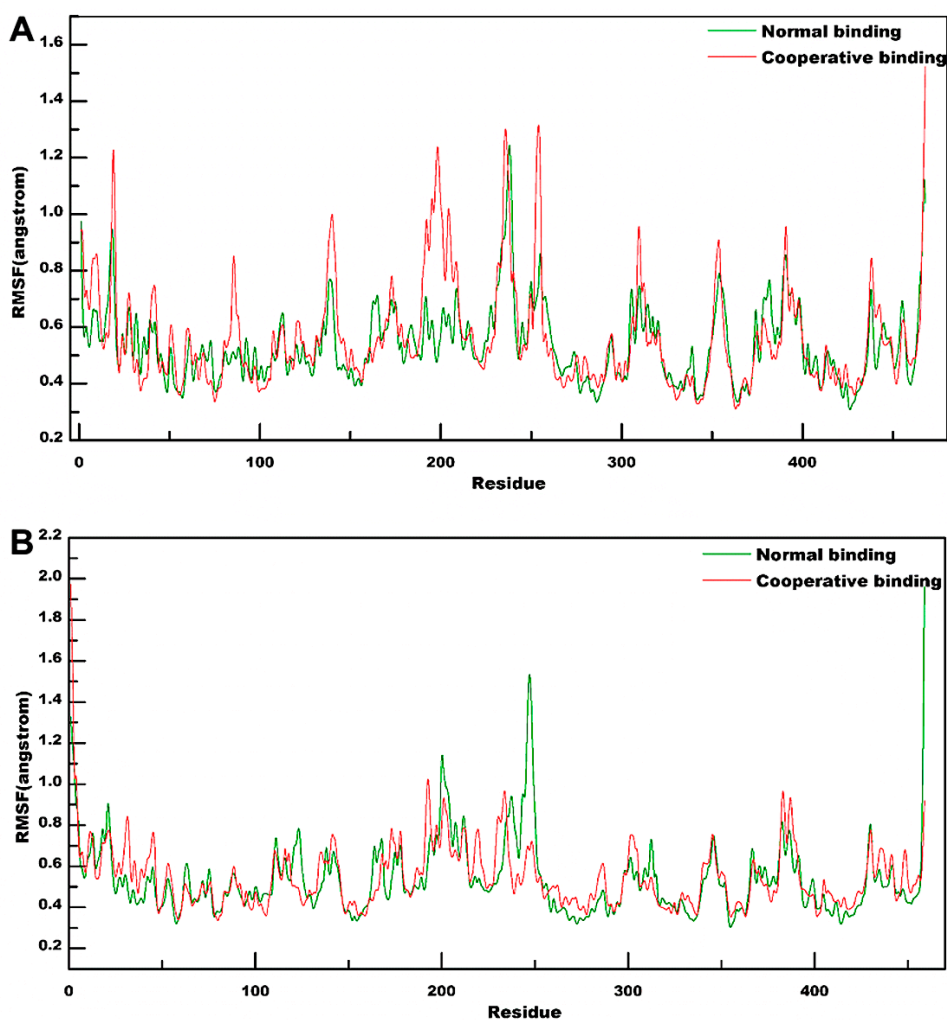 A
RMSF(angstrom)
1.6
1.4
1.2
1.0
0.8
0.6
0.4
0.2
Normal binding
Cooperative binding
0 100 200 300 400
Residue
B
RMSF(angstrom)
2.2
2.0
1.8
1.6
1.4
1.2
1.0
0.8
0.6
0.4
0.2
Normal binding
Cooperative binding
0 100 200 300 400
Residue